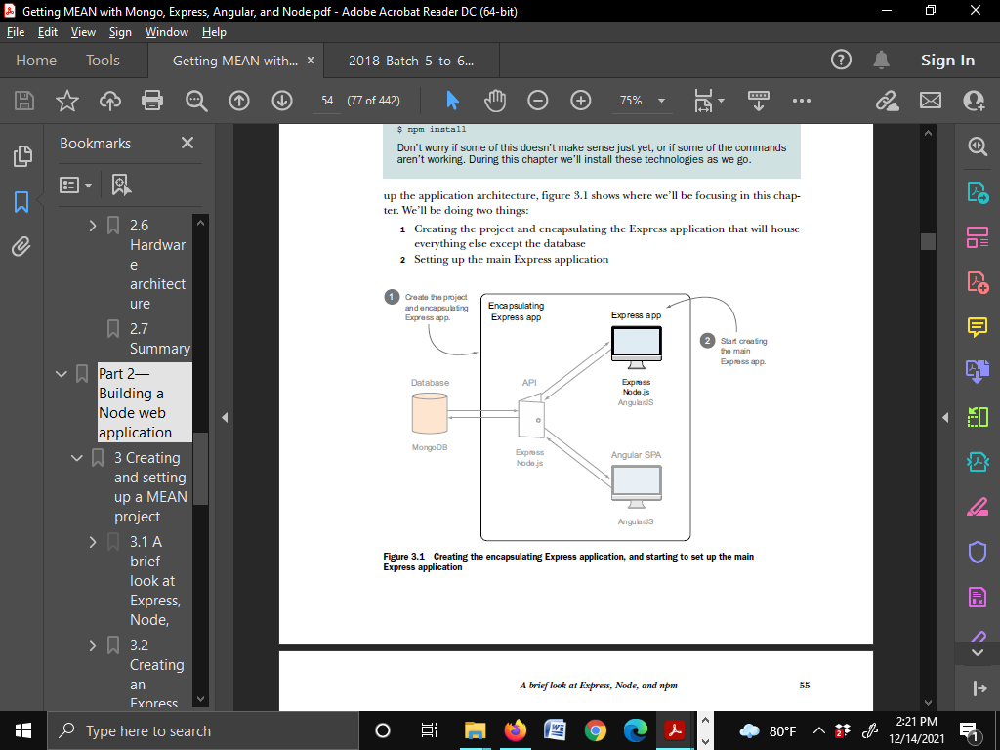 Getting MEAN with Mongo, Express, Angular, and Node.pdf - Adobe Acrobat Reader DC (64-bit)
File Edit View Sign Window Help
Home Tools Getting MEAN with... × 2018-Batch-5-to-6... Sign In
54 (77 of 442) 75%
Bookmarks
2.6
Hardwar
e
architect
ure
2.7
Summary
Part 2—
Building a
Node web
application
3 Creating
and setting
up a MEAN
project
3.1 A
brief
look at
Express,
Node,
3.2
Creating
an
Express
$ npm install
Don't worry if some of this doesn't make sense just yet, or if some of the commands
aren't working. During this chapter we'll install these technologies as we go.
up the application architecture, figure 3.1 shows where we'll be focusing in this chap-
ter. We'll be doing two things:
1 Creating the project and encapsulating the Express application that will house
everything else except the database
2 Setting up the main Express application
1 Create the project
and encapsulating
Express app.
Encapsulating
Express app
Express app
2 Start creating
the main
Express app.
Express
Node.js
AngularJS
Database
MongoDB
API
Express
Node.js
Angular SPA
AngularJS
Figure 3.1 Creating the encapsulating Express application, and starting to set up the main
Express application
A brief look at Express, Node, and npm 55
Type here to search
80°F
2
2:21 PM
12/14/2021
1